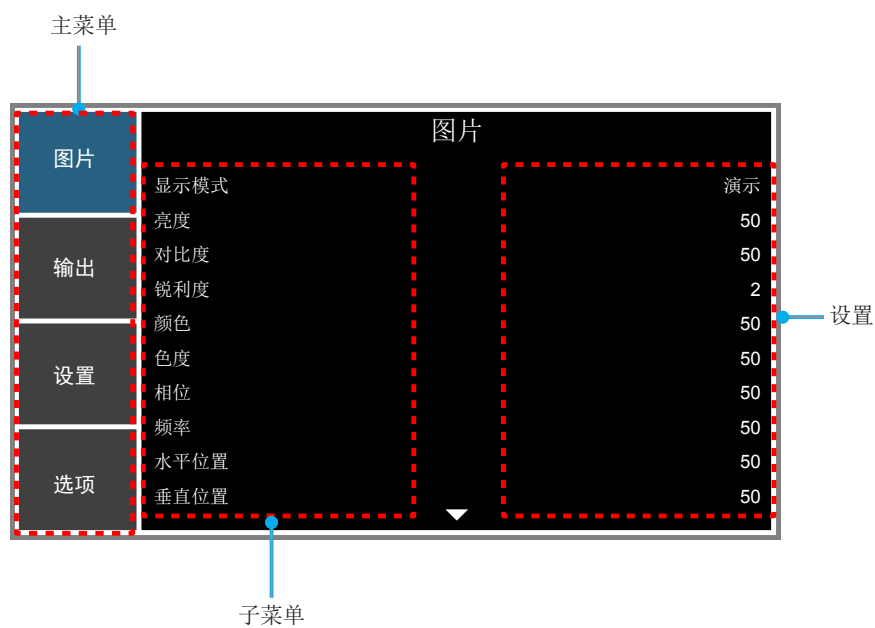 主菜单
图片
图片
输出
设置
选项
显示模式 演示
亮度 50
对比度 50
锐利度 2
颜色 50
色度 50
相位 50
频率 50
水平位置 50
垂直位置 50
设置
子菜单